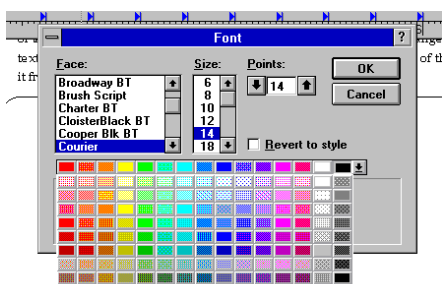 Font
?
Face:
Size:
Points:
Broadway BT
Brush Script
Charter BT
CloisterBlack BT
Cooper Blk BT
Courier
6
8
10
12
14
18
14
OK
Cancel
Revert to style
text
of th
it fr